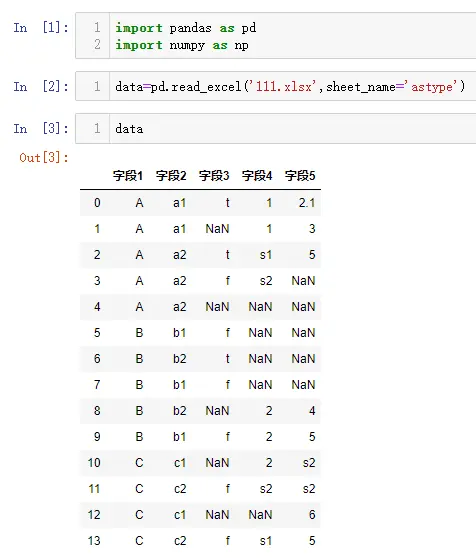 In [1]:
1 import pandas as pd
2 import numpy as np
In [2]:
1 data=pd.read_excel('111.xlsx',sheet_name='astype')
In [3]:
1 data
Out[3]:
字段1 字段2 字段3 字段4 字段5
0 A a1 t 1 2.1
1 A a1 NaN 1 3
2 A a2 t s1 5
3 A a2 f s2 NaN
4 A a2 NaN NaN NaN
5 B b1 f NaN NaN
6 B b2 t NaN NaN
7 B b1 f NaN NaN
8 B b2 NaN 2 4
9 B b1 f 2 5
10 C c1 NaN 2 s2
11 C c2 f s2 s2
12 C c1 NaN NaN 6
13 C c2 f s1 5